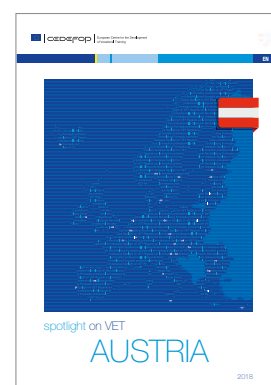 CEDEFOP
European Centre for the Development
of Vocational Training
EN
spotlight on VET
AUSTRIA
2018